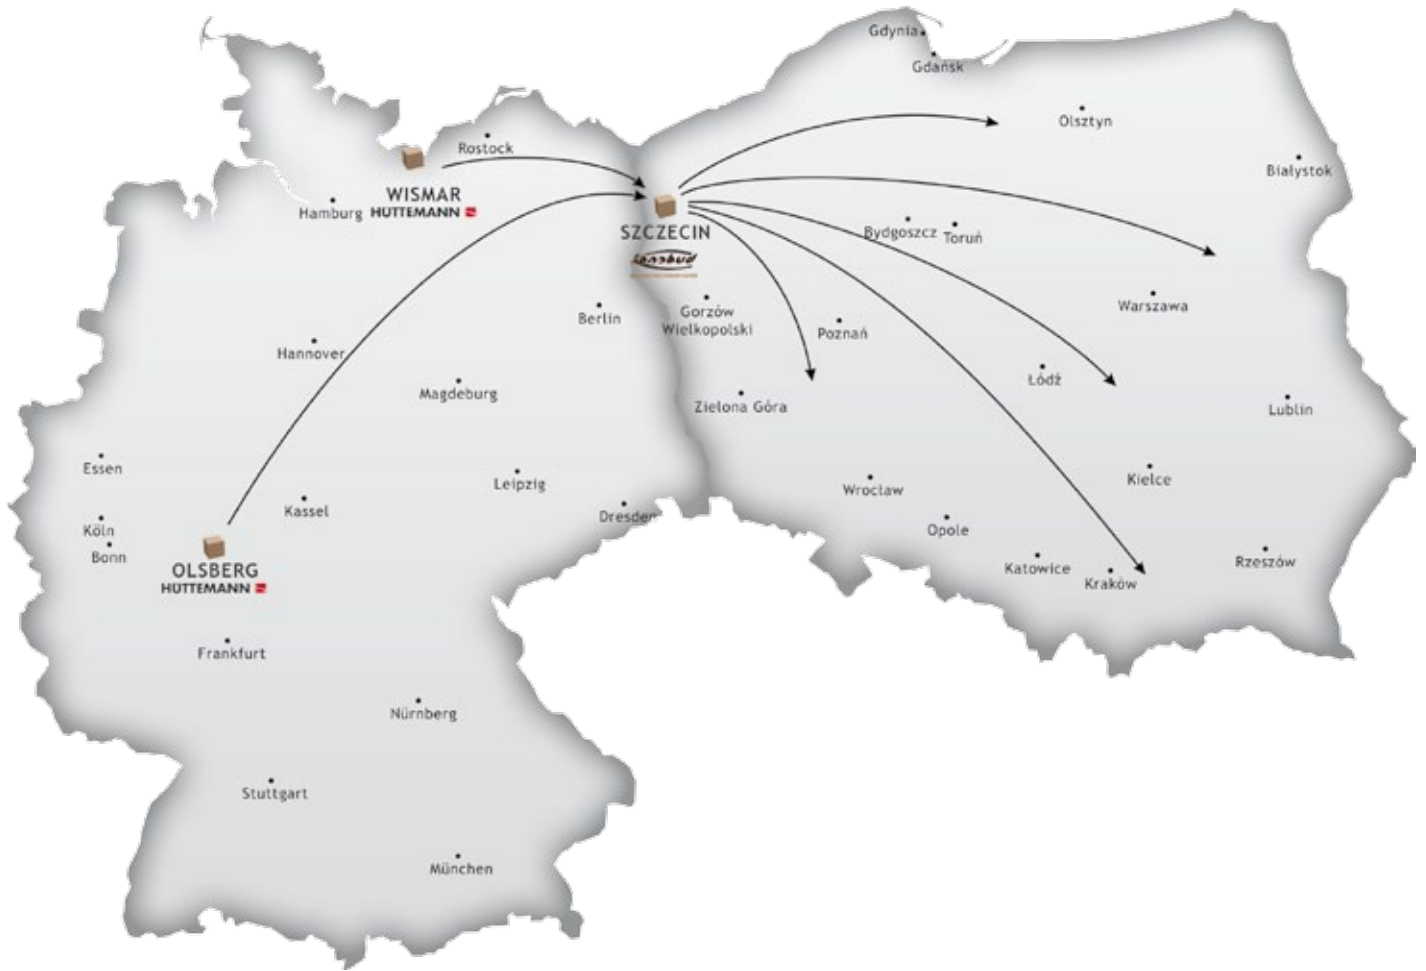 Gdynia
Gdańsk
Olsztyn
Rostock
Białystok
WISMAR
HÜTTEMANN
Hamburg
SZCZECIN
Bydgoszcz
Toruń
Berlin
Gorzów
Wielkopolski
Warszawa
Poznań
Hannover
Magdeburg
Łódź
Zielona Góra
Lublin
Essen
Leipzig
Kielce
Kassel
Wrocław
Dresden
Köln
Bonn
Opole
OLSBERG
HÜTTEMANN
Katowice
Kraków
Rzeszów
Frankfurt
Nürnberg
Stuttgart
München